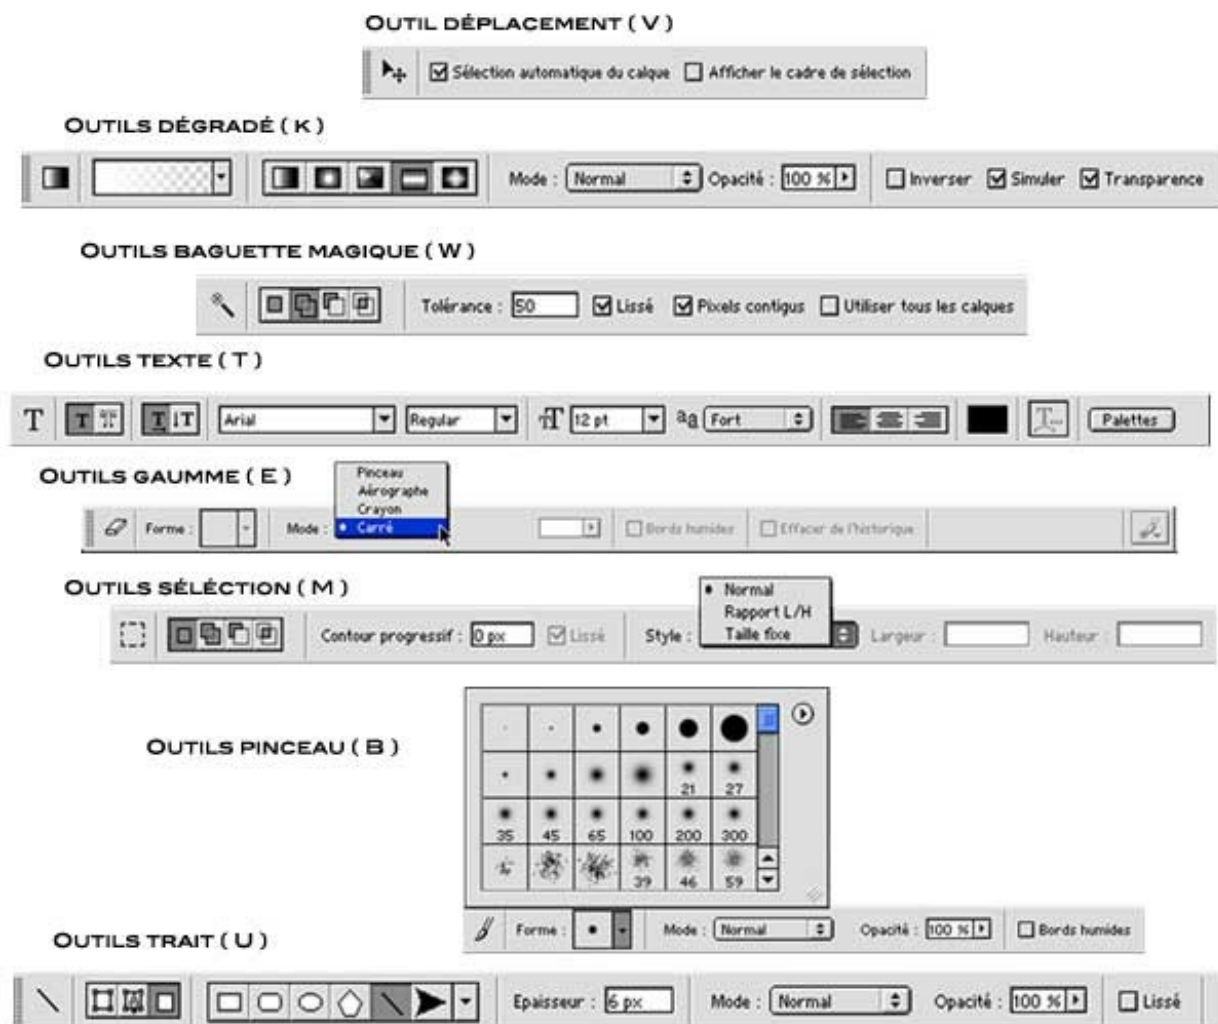 OUTIL DÉPLACEMENT ( V )
Sélection automatique du calque Afficher le cadre de sélection
OUTILS DÉGRADÉ ( K )
Mode : Normal Opacité : 100 % Inverser Simuler Transparence
OUTILS BAGUETTE MAGIQUE ( W )
Tolérance : 50 Lissé Pixels contigus Utiliser tous les calques
OUTILS TEXTE ( T )
T T T T IT Arial Regular TT 12 pt aa Fort T Palettes
OUTILS GAUMME ( E )
Pinceau
Aérographe
Crayon
Forme : Mode : Carré Bords humides Effacer de l'historique
OUTILS SÉLÉCTION ( M )
Normal
Rapport L/H
Contour progressif : 0 px Lissé Style : Taille fixe Largeur : Hauteur :
OUTILS PINCEAU ( B )
21 27
35 45 65 100 200 300
39 46 59
Forme : Mode : Normal Opacité : 100 % Bords humides
OUTILS TRAIT ( U )
Epaisseur : 6 px Mode : Normal Opacité : 100 % Lissé